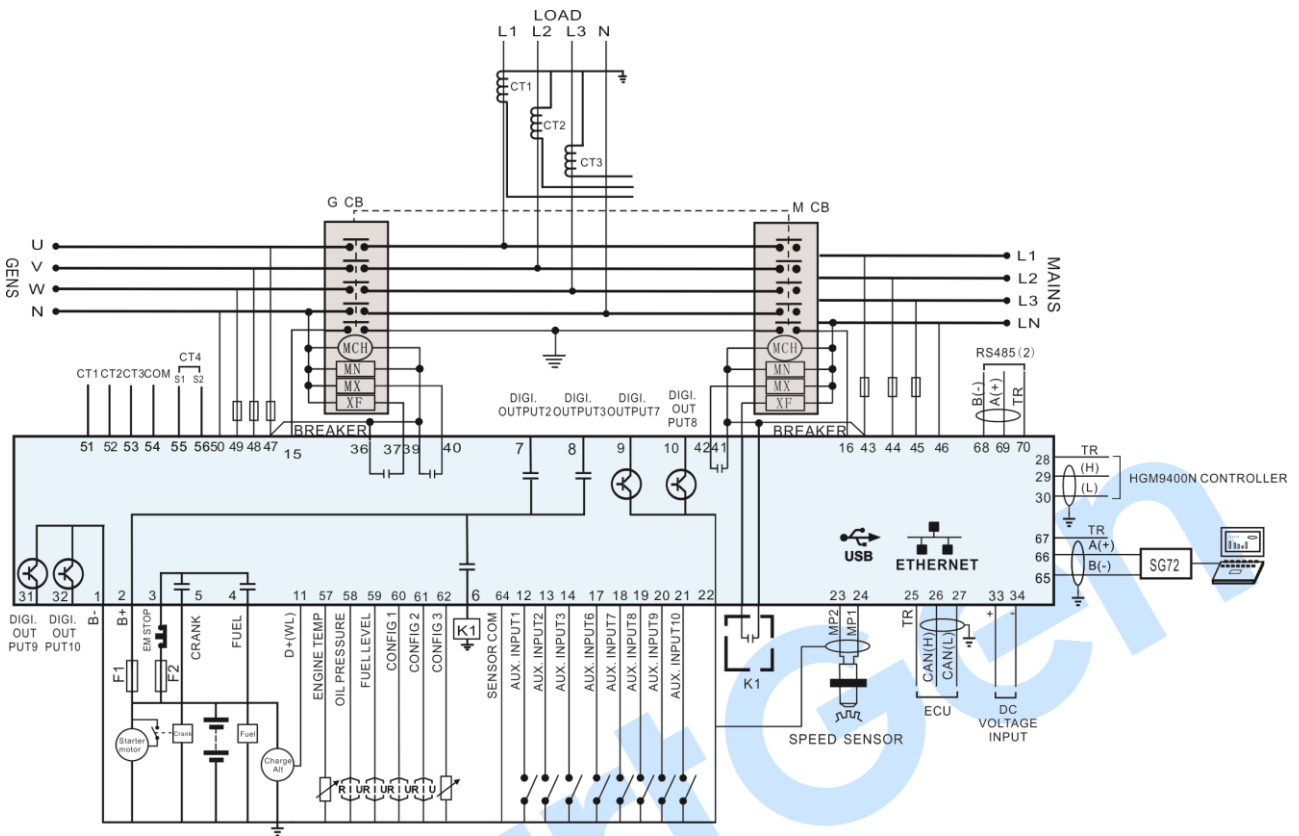 LOAD
L1 L2 L3 N
CT1
CT2
CT3
G CB
M CB
U
V
W
N
GENS
L1
L2
L3
LN
MAINS
MCH
MN
MX
XF
MCH
MN
MX
XF
CT4
CT1 CT2 CT3 COM S1 S2
RS485(2)
B(-)
A(+)
TR
DIGI. OUTPUT2
DIGI. OUTPUT3
DIGI. OUTPUT7
DIGI. OUT PUT8
BREAKER
BREAKER
51 52 53 54 55 56 50 49 48 47 15 36 37 39 40 7 8 9 10 42 41 16 43 44 45 46 68 69 70
28 TR
29 (H)
30 (L)
HGM9400N CONTROLLER
67 TR
66 A(+)
65 B(-)
SG72
USB
ETHERNET
31 32 1 2 3 5 4 11 57 58 59 60 61 62 6 64 12 13 14 17 18 19 20 21 22 23 24 25 26 27 33 34
DIGI. OUT PUT9
DIGI. OUT PUT10
B-
B+
EM STOP
CRANK
FUEL
D+(WL)
ENGINE TEMP
OIL PRESSURE
FUEL LEVEL
CONFIG 1
CONFIG 2
CONFIG 3
K1
SENSOR COM
AUX. INPUT1
AUX. INPUT2
AUX. INPUT3
AUX. INPUT6
AUX. INPUT7
AUX. INPUT8
AUX. INPUT9
AUX. INPUT10
K1
MP2
MP1
SPEED SENSOR
TR
CAN(H)
CAN(L)
ECU
+
-
DC VOLTAGE INPUT
F1
F2
Starter motor
Crank
Fuel
Charge Alt
R U R U R U R U